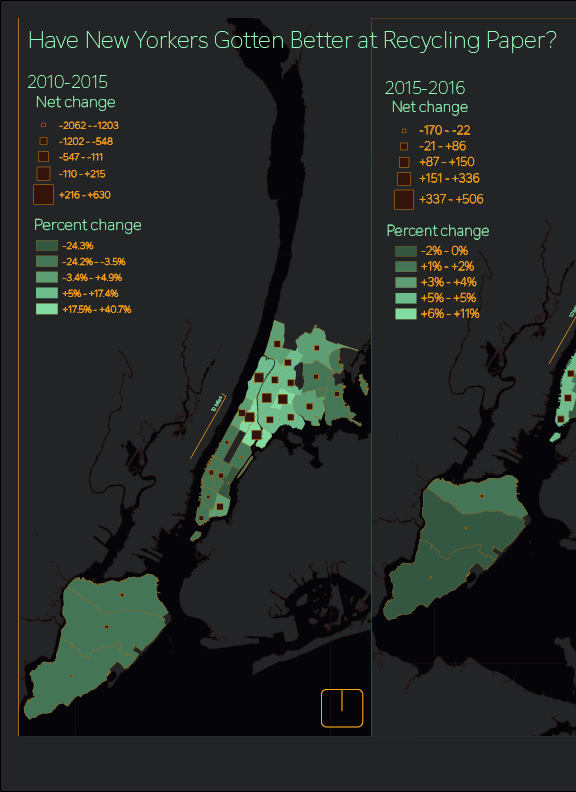 Have New Yorkers Gotten Better at Recycling Paper?
2010-2015
Net change
-2062 - -1203
-1202 - -548
-547 - -111
-110 - +215
+216 - +630
Percent change
-24.3%
-24.2% - -3.5%
-3.4% - +4.9%
+5% - +17.4%
+17.5% - +40.7%
10 Miles
2015-2016
Net change
-170 - -22
-21 - +86
+87 - +150
+151 - +336
+337 - +506
Percent change
-2% - 0%
+1% - +2%
+3% - +4%
+5% - +5%
+6% - +11%